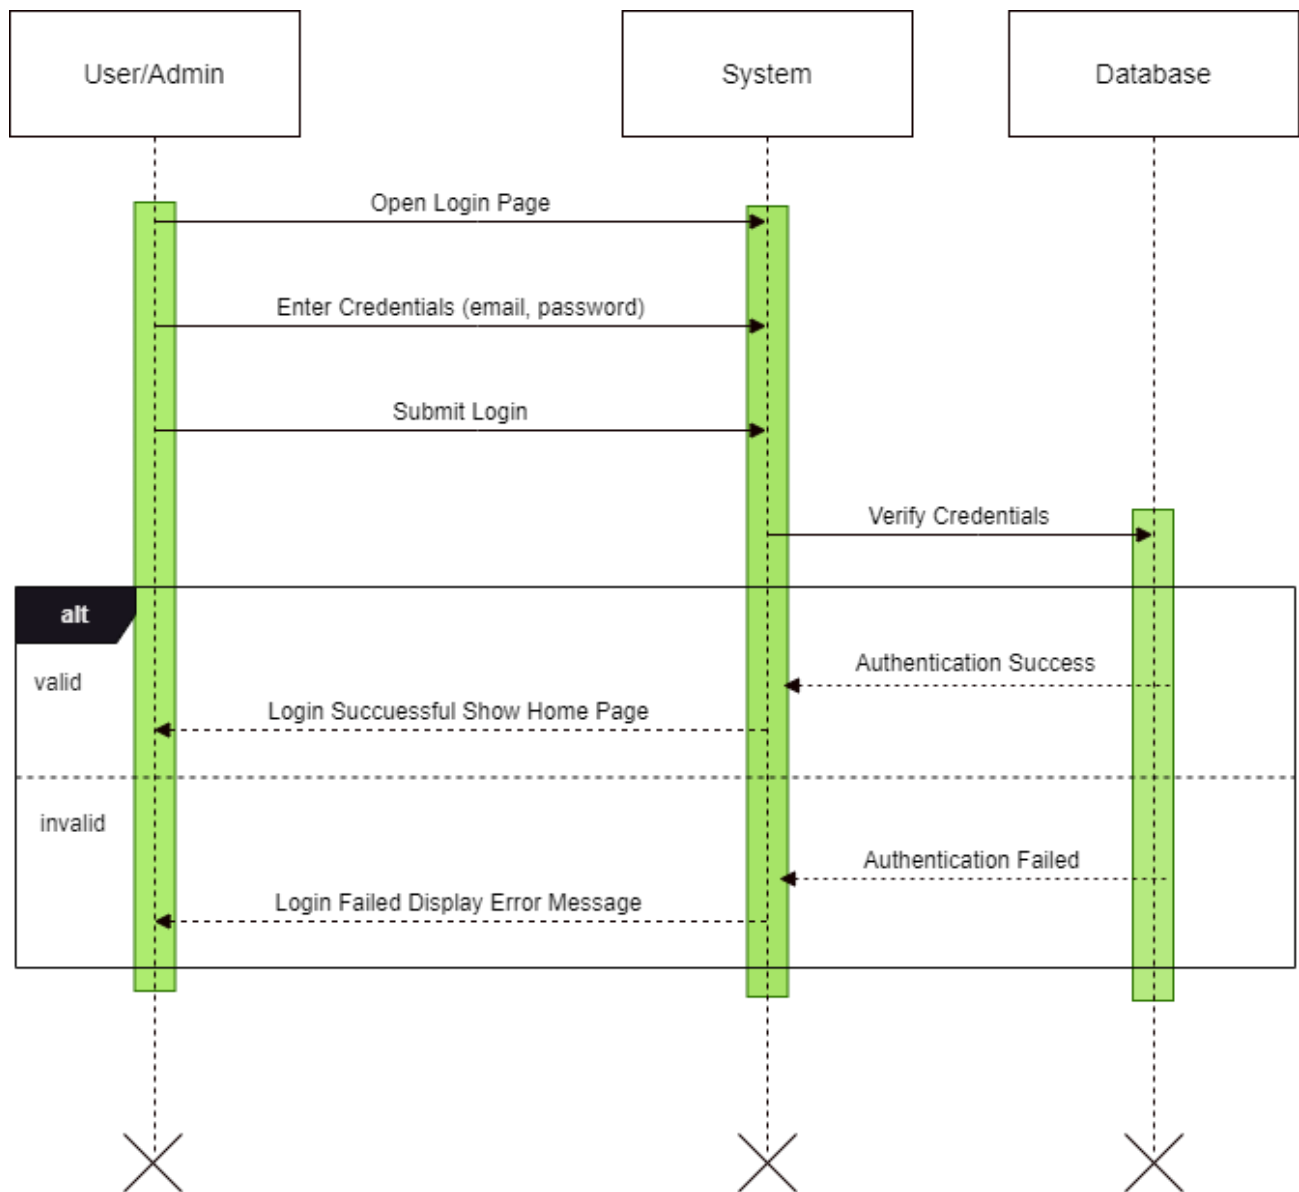 User/Admin
System
Database
Open Login Page
Enter Credentials (email, password)
Submit Login
Verify Credentials
alt
valid
Authentication Success
Login Succuessful Show Home Page
invalid
Authentication Failed
Login Failed Display Error Message